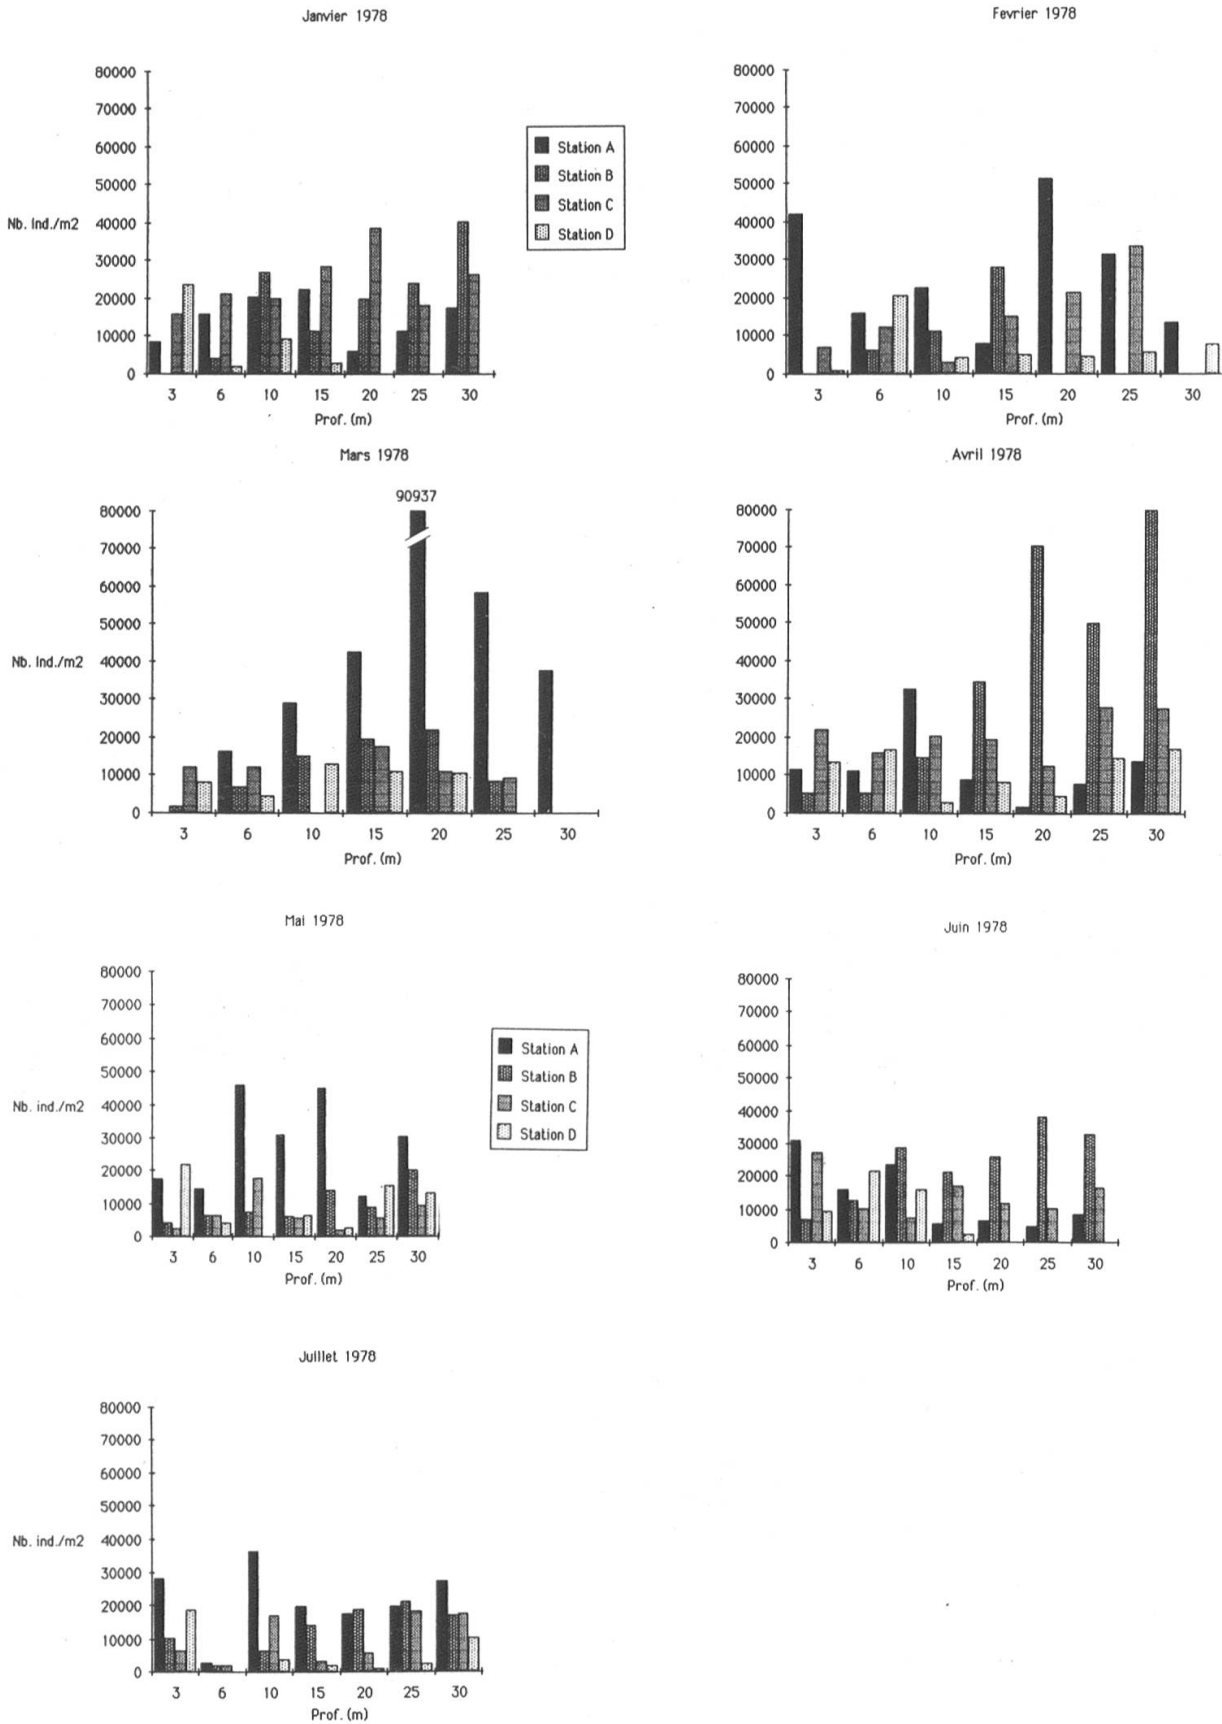 Janvier 1978
80000
70000
60000
50000
40000
30000
20000
10000
0
Nb. Ind./m2
3 6 10 15 20 25 30
Prof. (m)
Station A
Station B
Station C
Station D
Fevrier 1978
80000
70000
60000
50000
40000
30000
20000
10000
0
3 6 10 15 20 25 30
Prof. (m)
Mars 1978
90937
80000
70000
60000
50000
40000
30000
20000
10000
0
Nb. Ind./m2
3 6 10 15 20 25 30
Prof. (m)
Avril 1978
80000
70000
60000
50000
40000
30000
20000
10000
0
3 6 10 15 20 25 30
Prof. (m)
Mai 1978
80000
70000
60000
50000
40000
30000
20000
10000
0
Nb. ind./m2
3 6 10 15 20 25 30
Prof. (m)
Station A
Station B
Station C
Station D
Juin 1978
80000
70000
60000
50000
40000
30000
20000
10000
0
3 6 10 15 20 25 30
Prof. (m)
Juillet 1978
80000
70000
60000
50000
40000
30000
20000
10000
0
Nb. ind./m2
3 6 10 15 20 25 30
Prof. (m)